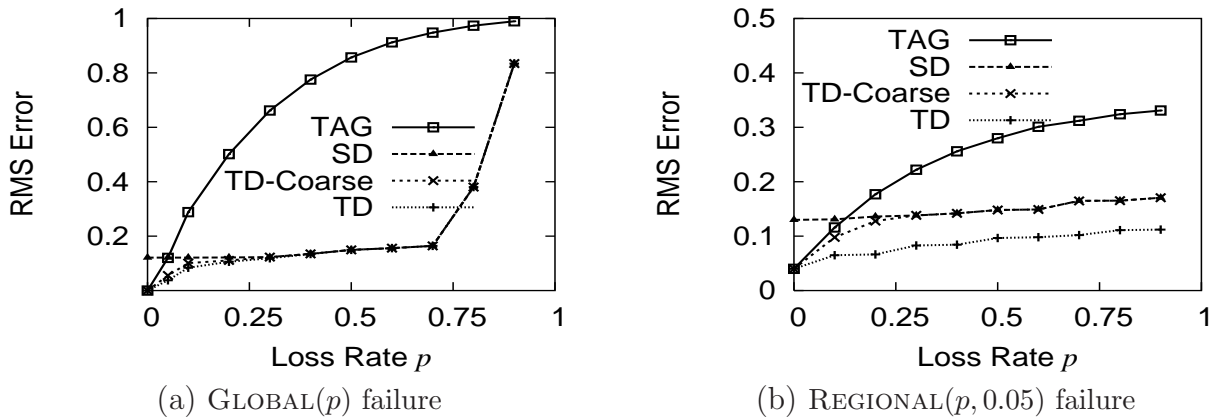 1
0.8
0.6
0.4
0.2
RMS Error
TAG
SD
TD-Coarse
TD
0 0.25 0.5 0.75 1
Loss Rate p
(a) GLOBAL(p) failure
0.5
0.4
0.3
0.2
0.1
0
RMS Error
TAG
SD
TD-Coarse
TD
0 0.25 0.5 0.75 1
Loss Rate p
(b) REGIONAL(p, 0.05) failure